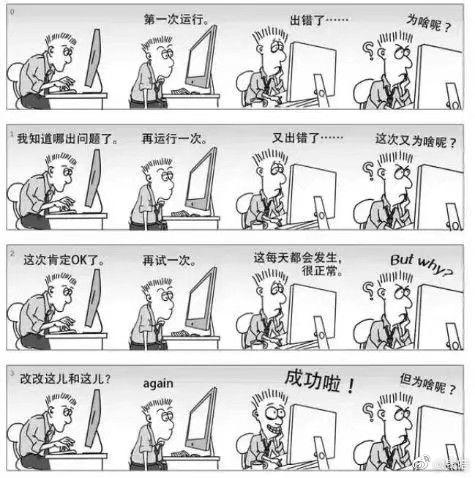 0
第一次运行。
出错了……
为啥呢？
1
我知道哪出问题了。
再运行一次。
又出错了……
这次又为啥呢？
2
这次肯定OK了。
再试一次。
这每天都会发生，
很正常。
But why?
3
改改这儿和这儿?
again
成功啦！
但为啥呢？